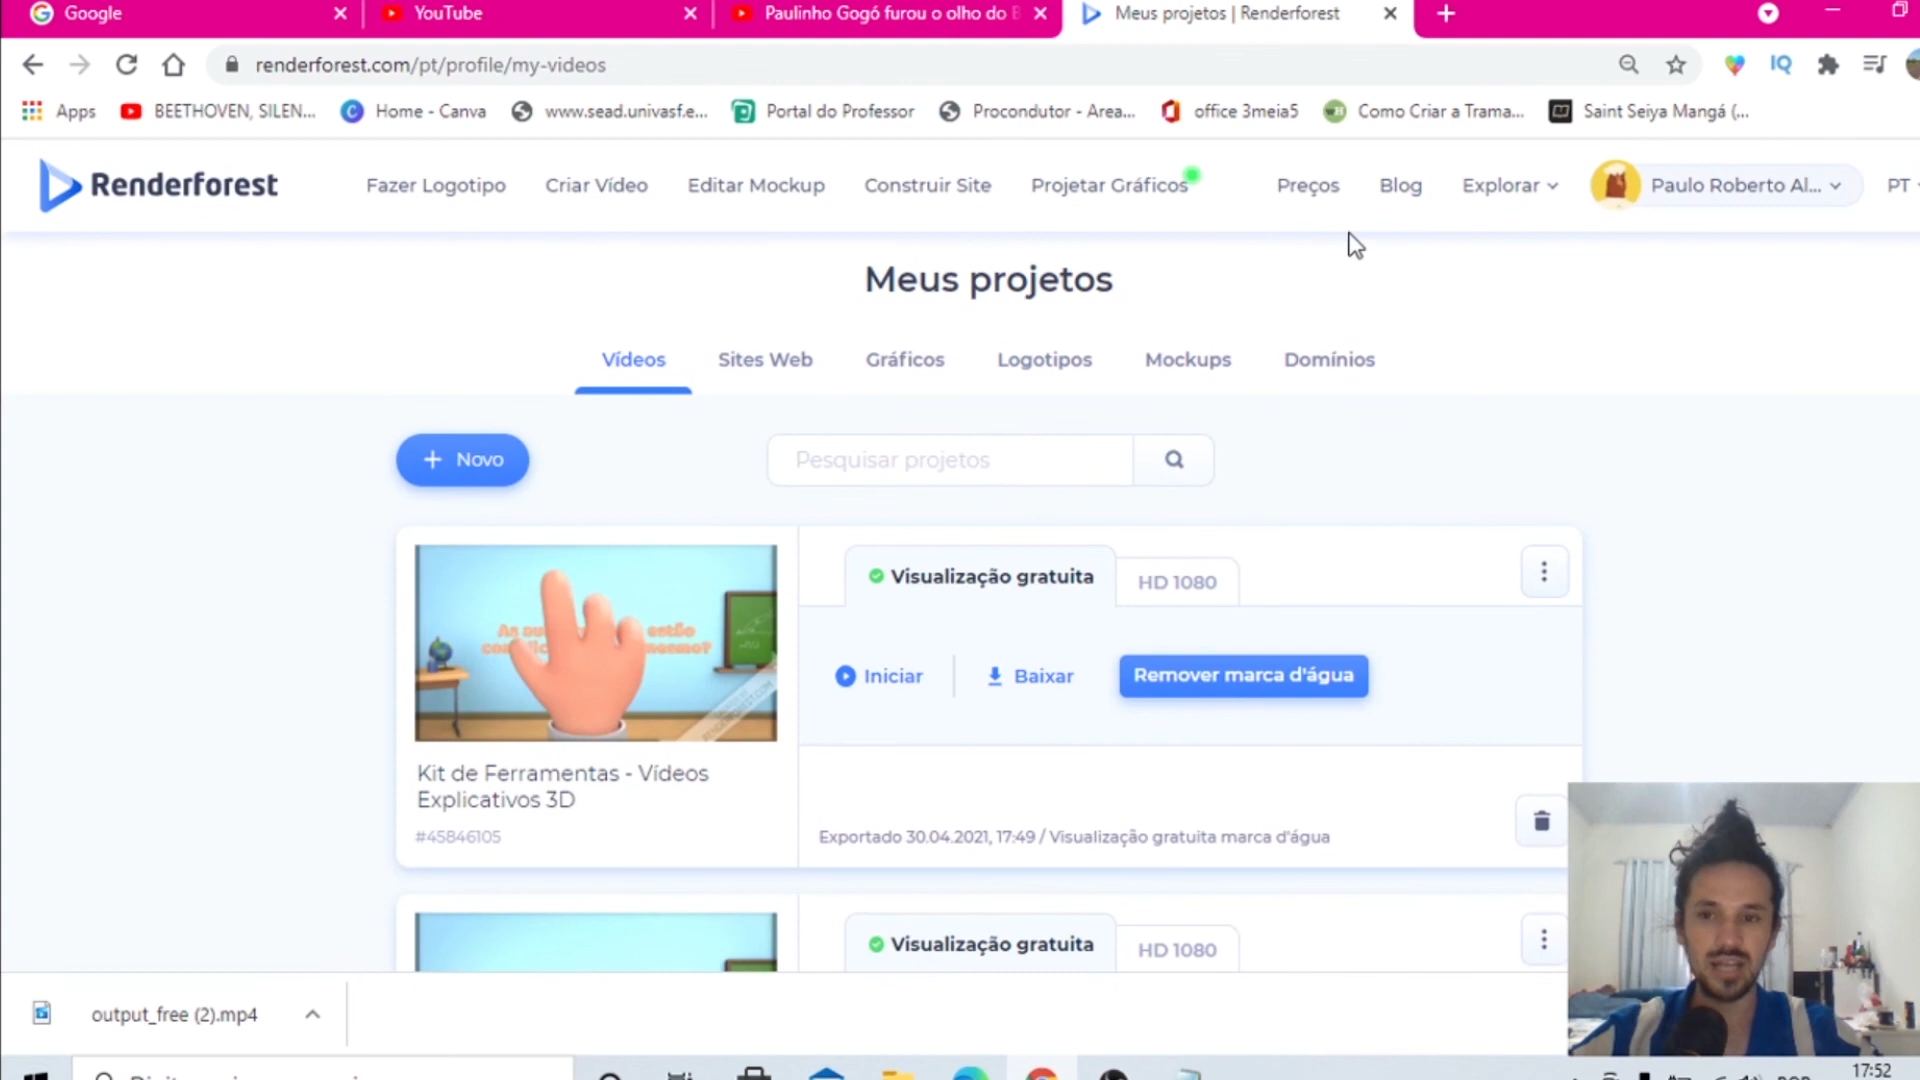 Google
YouTube
Paulinho Gogó furou o olho do
Meus projetos | Renderforest
renderforest.com/pt/profile/my-videos
IQ
Apps
BEETHOVEN, SILEN...
Home - Canva
www.sead.univasf.e...
Portal do Professor
Procondutor - Area...
office 3meia5
Como Criar a Trama...
Saint Seiya Mangá (...
Renderforest
Fazer Logotipo
Criar Vídeo
Editar Mockup
Construir Site
Projetar Gráficos
Preços
Blog
Explorar
Paulo Roberto Al...
PT
Meus projetos
Vídeos
Sites Web
Gráficos
Logotipos
Mockups
Domínios
+ Novo
Pesquisar projetos
Visualização gratuita
HD 1080
Iniciar
Baixar
Remover marca d'água
Kit de Ferramentas - Vídeos
Explicativos 3D
#45846105
Exportado 30.04.2021, 17:49 / Visualização gratuita marca d'água
Visualização gratuita
HD 1080
output_free (2).mp4
17:52